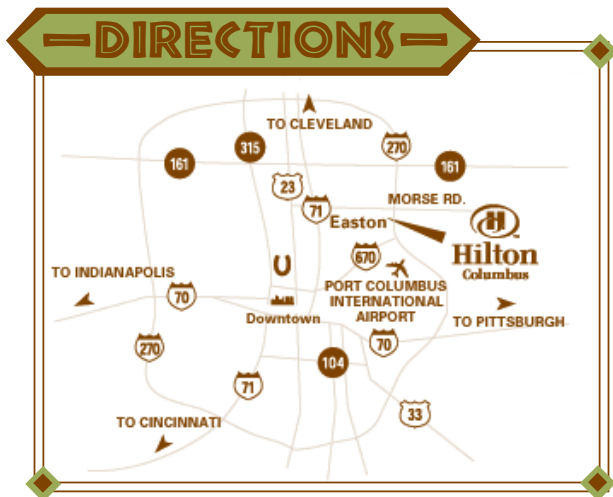 DIRECTIONS
TO CLEVELAND
315
270
161
161
23
MORSE RD.
71
Easton
H
Hilton
Columbus
670
TO INDIANAPOLIS
70
PORT COLUMBUS
INTERNATIONAL
AIRPORT
Downtown
TO PITTSBURGH
270
70
104
71
33
TO CINCINNATI